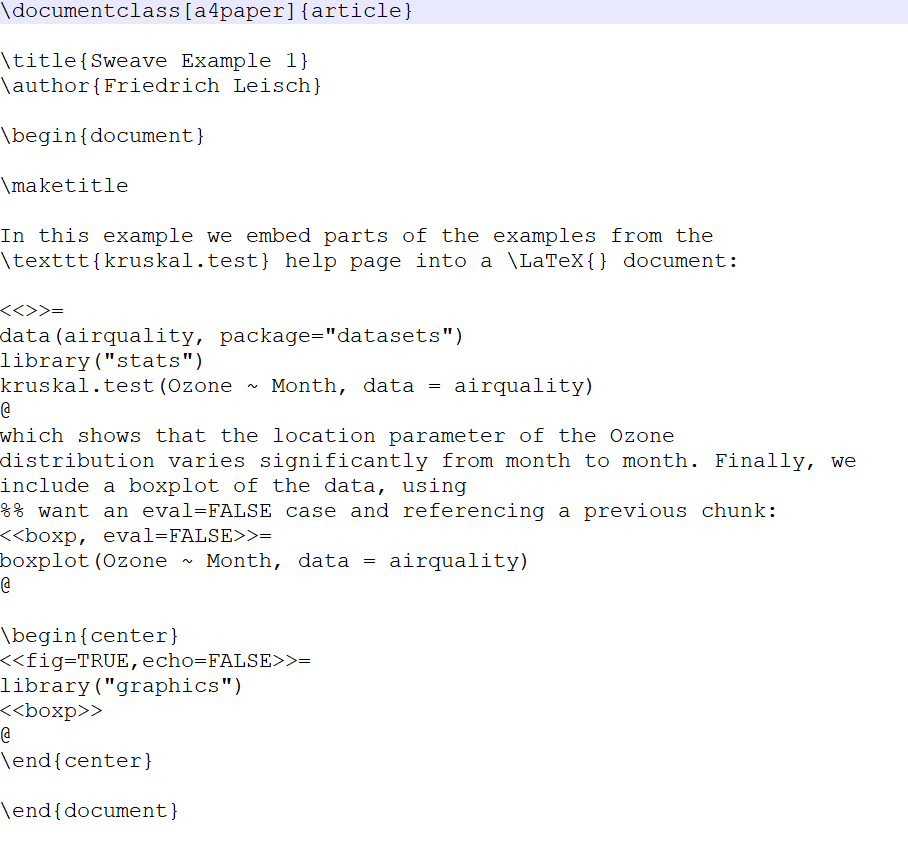 \documentclass[a4paper]{article}
\title{Sweave Example 1}
\author{Friedrich Leisch}
\begin{document}
\maketitle
In this example we embed parts of the examples from the
\texttt{kruskal.test} help page into a \LaTeX{} document:
<<>>=
data(airquality, package="datasets")
library("stats")
kruskal.test(Ozone ~ Month, data = airquality)
@
which shows that the location parameter of the Ozone
distribution varies significantly from month to month. Finally, we
include a boxplot of the data, using
%% want an eval=FALSE case and referencing a previous chunk:
<<boxp, eval=FALSE>>=
boxplot(Ozone ~ Month, data = airquality)
@
\begin{center}
<<fig=TRUE,echo=FALSE>>=
library("graphics")
<<boxp>>
@
\end{center}
\end{document}